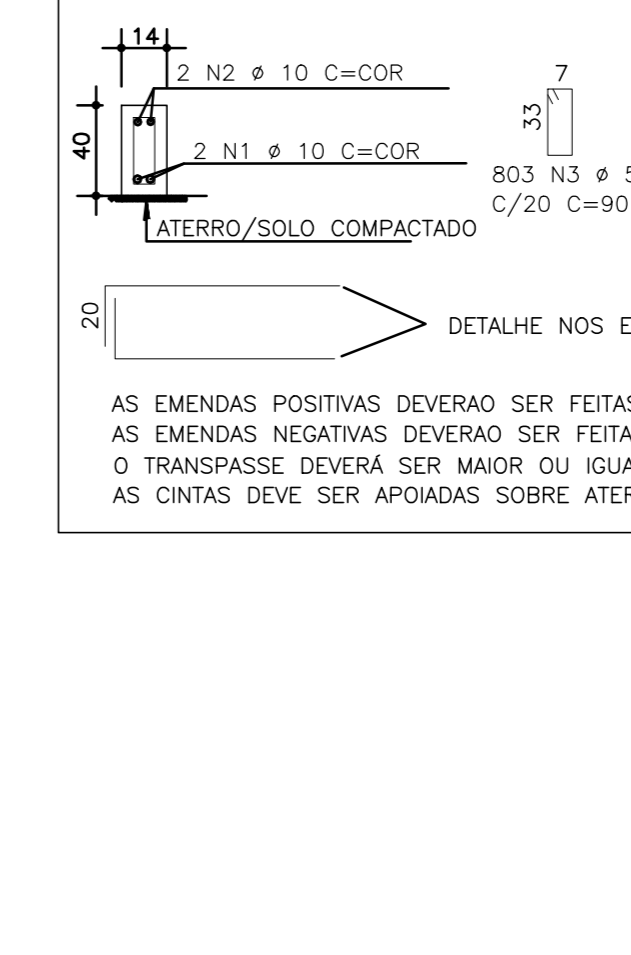 14
2 N2 ø 10 C=COR
7
40
33
2 N1 ø 10 C=COR
803 N3 ø 5
C/20 C=90
ATERRO/SOLO COMPACTADO
20
DETALHE NOS E
AS EMENDAS POSITIVAS DEVERAO SER FEITAS
AS EMENDAS NEGATIVAS DEVERAO SER FEITA
O TRANSPASSE DEVERÁ SER MAIOR OU IGUA
AS CINTAS DEVE SER APOIADAS SOBRE ATER